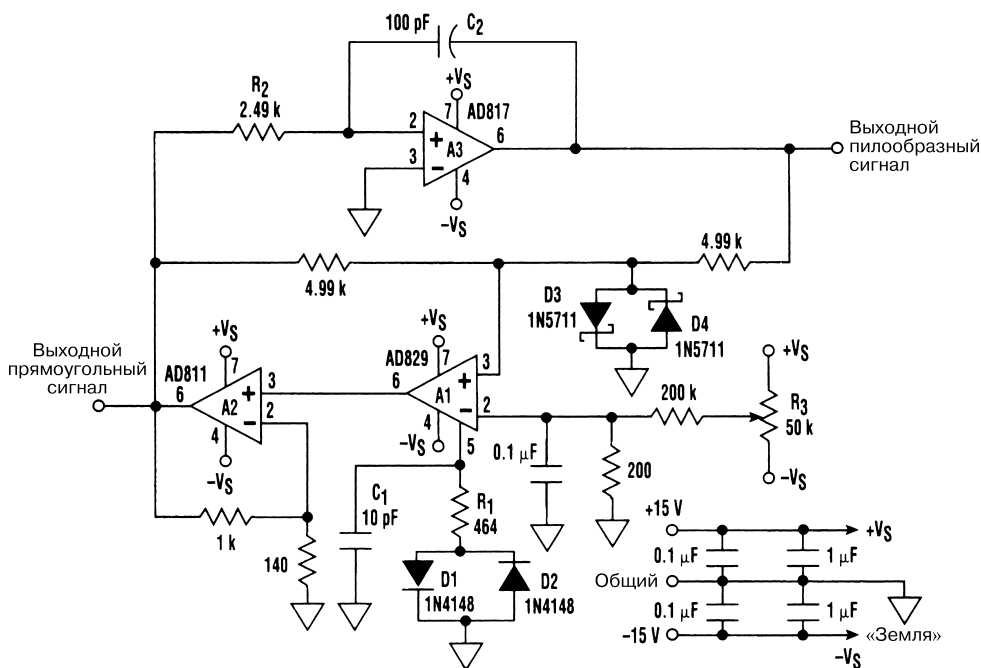 100 pF
C2
+VS
R2
2.49 k
7
AD817
2
+
A3
6
3
−
4
−VS
Выходной
пилообразный
сигнал
4.99 k
4.99 k
D3
1N5711
D4
1N5711
+VS
+VS
Выходной
прямоугольный
сигнал
AD811
7
6
A2
+
3
−
2
4
−VS
AD829
7
6
A1
+
3
−
2
4
−VS
5
200 k
+VS
R3
50 k
−VS
0.1 µF
200
C1
10 pF
R1
464
1 k
140
D1
1N4148
D2
1N4148
+15 V
+VS
0.1 µF
1 µF
Общий
0.1 µF
1 µF
«Земля»
−15 V
−VS